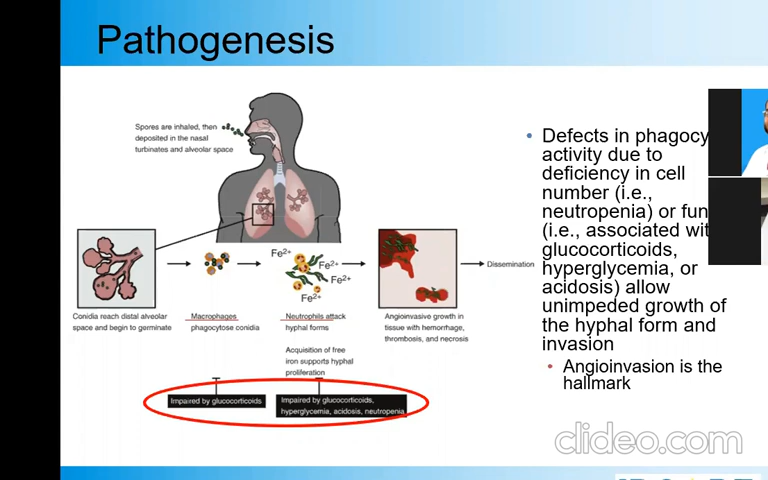 Pathogenesis
Spores are inhaled, then
deposited in the nasal
turbinates and alveolar space
Fe2+
Fe2+
Fe2+
Fe2+
Dissemination
Conidia reach distal alveolar
space and begin to germinate
Macrophages
phagocytose conidia
Neutrophils attack
hyphal forms
Acquisition of free
iron supports hyphal
proliferation
Angioinvasive growth in
tissue with hemorrhage,
thrombosis, and necrosis
Impaired by glucocorticoids
Impaired by glucocorticoids,
hyperglycemia, acidosis, neutropenia
• Defects in phagocy
activity due to
deficiency in cell
number (i.e.,
neutropenia) or fun
(i.e., associated wit
glucocorticoids,
hyperglycemia, or
acidosis) allow
unimpeded growth of
the hyphal form and
invasion
• Angioinvasion is the
hallmark
clideo.com